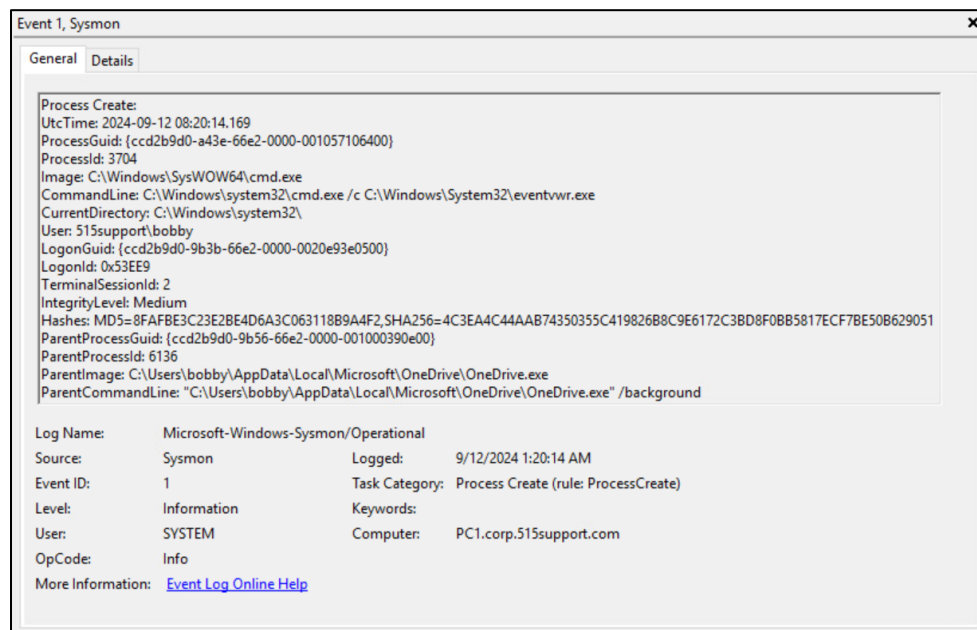 Event 1, Sysmon
General Details
Process Create:
UtcTime: 2024-09-12 08:20:14.169
ProcessGuid: {ccd2b9d0-a43e-66e2-0000-001057106400}
ProcessId: 3704
Image: C:\Windows\SysWOW64\cmd.exe
CommandLine: C:\Windows\system32\cmd.exe /c C:\Windows\System32\eventvwr.exe
CurrentDirectory: C:\Windows\system32\
User: 515support\bobby
LogonGuid: {ccd2b9d0-9b3b-66e2-0000-0020e93e0500}
LogonId: 0x53EE9
TerminalSessionId: 2
IntegrityLevel: Medium
Hashes: MD5=8FAFBE3C23E2BE4D6A3C063118B9A4F2,SHA256=4C3EA4C44AAB74350355C419826B8C9E6172C3BD8F0BB5817ECF7BE50B629051
ParentProcessGuid: {ccd2b9d0-9b56-66e2-0000-001000390e00}
ParentProcessId: 6136
ParentImage: C:\Users\bobby\AppData\Local\Microsoft\OneDrive\OneDrive.exe
ParentCommandLine: "C:\Users\bobby\AppData\Local\Microsoft\OneDrive\OneDrive.exe" /background
Log Name: Microsoft-Windows-Sysmon/Operational
Source: Sysmon Logged: 9/12/2024 1:20:14 AM
Event ID: 1 Task Category: Process Create (rule: ProcessCreate)
Level: Information Keywords:
User: SYSTEM Computer: PC1.corp.515support.com
OpCode: Info
More Information: Event Log Online Help